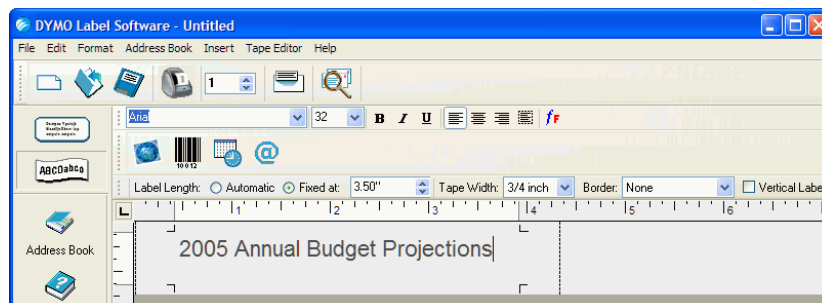 DYMO Label Software - Untitled
File Edit Format Address Book Insert Tape Editor Help
1
Arial 32 B I U
ABCDabcd
Label Length: Automatic Fixed at: 3.50" Tape Width: 3/4 inch Border: None Vertical Labe
L 1 2 3 4 5 6
2005 Annual Budget Projections
Address Book